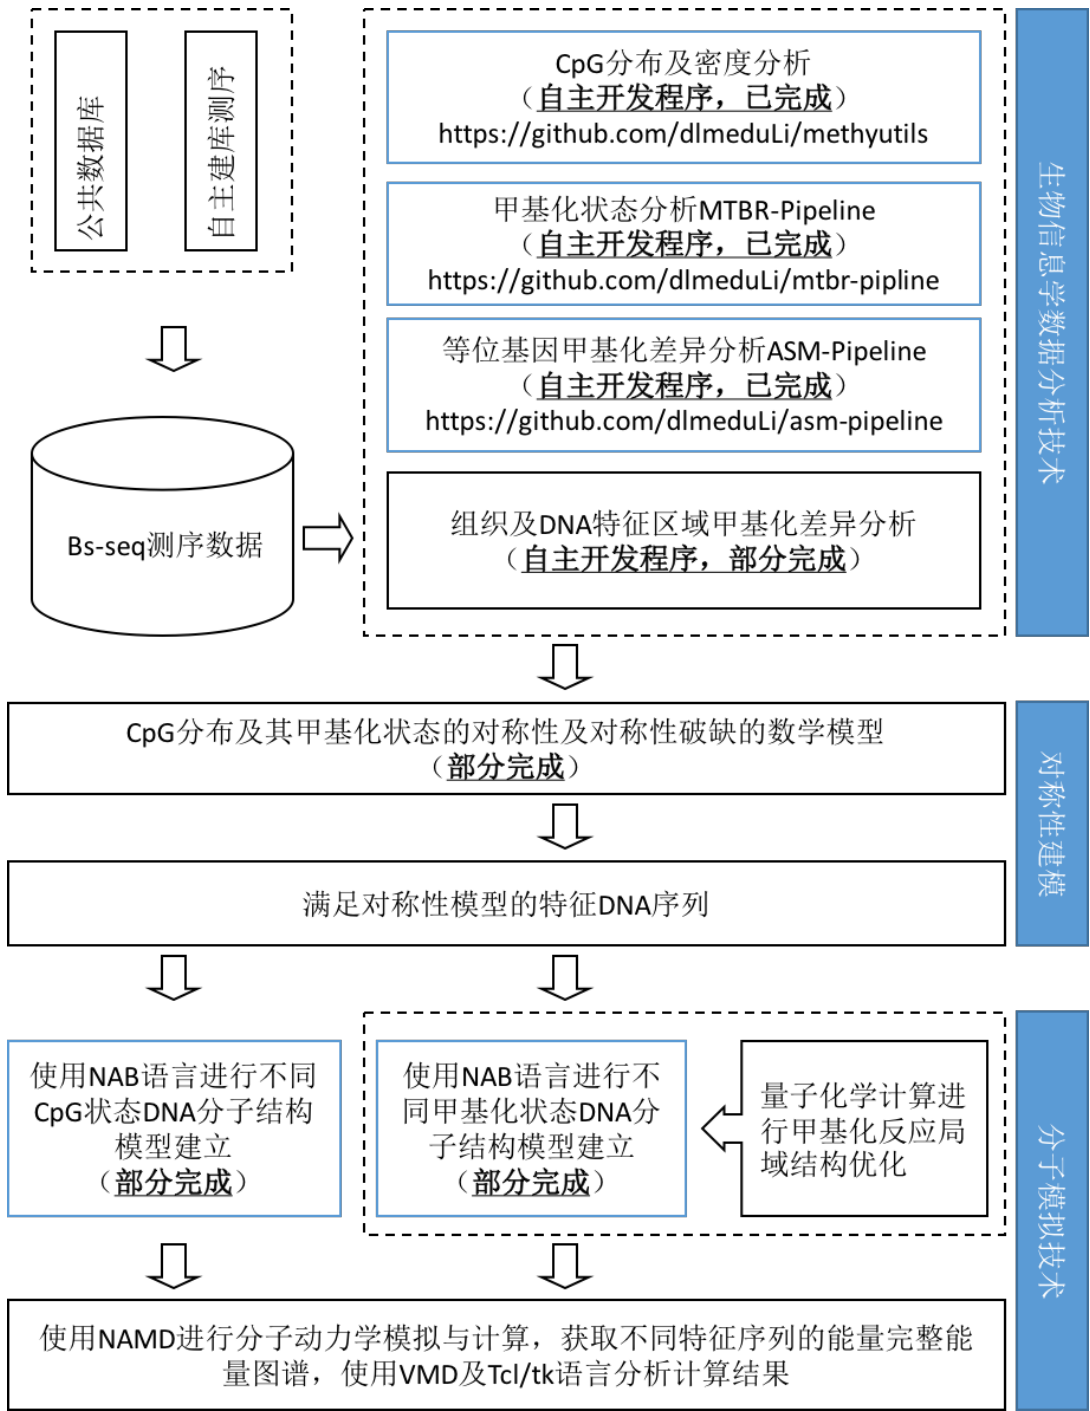 公共数据库
自主建库测序
CpG分布及密度分析
（自主开发程序，已完成）
https://github.com/dlmeduLi/methyutils
甲基化状态分析MTBR-Pipeline
（自主开发程序，已完成）
https://github.com/dlmeduLi/mtbr-pipline
等位基因甲基化差异分析ASM-Pipeline
（自主开发程序，已完成）
https://github.com/dlmeduLi/asm-pipeline
组织及DNA特征区域甲基化差异分析
（自主开发程序，部分完成）
生物信息学数据分析技术
Bs-seq测序数据
CpG分布及其甲基化状态的对称性及对称性破缺的数学模型
（部分完成）
满足对称性模型的特征DNA序列
对称性建模
使用NAB语言进行不同
CpG状态DNA分子结构
模型建立
（部分完成）
使用NAB语言进行不
同甲基化状态DNA分
子结构模型建立
（部分完成）
量子化学计算进
行甲基化反应局
域结构优化
分子模拟技术
使用NAMD进行分子动力学模拟与计算，获取不同特征序列的能量完整能
量图谱，使用VMD及Tcl/tk语言分析计算结果